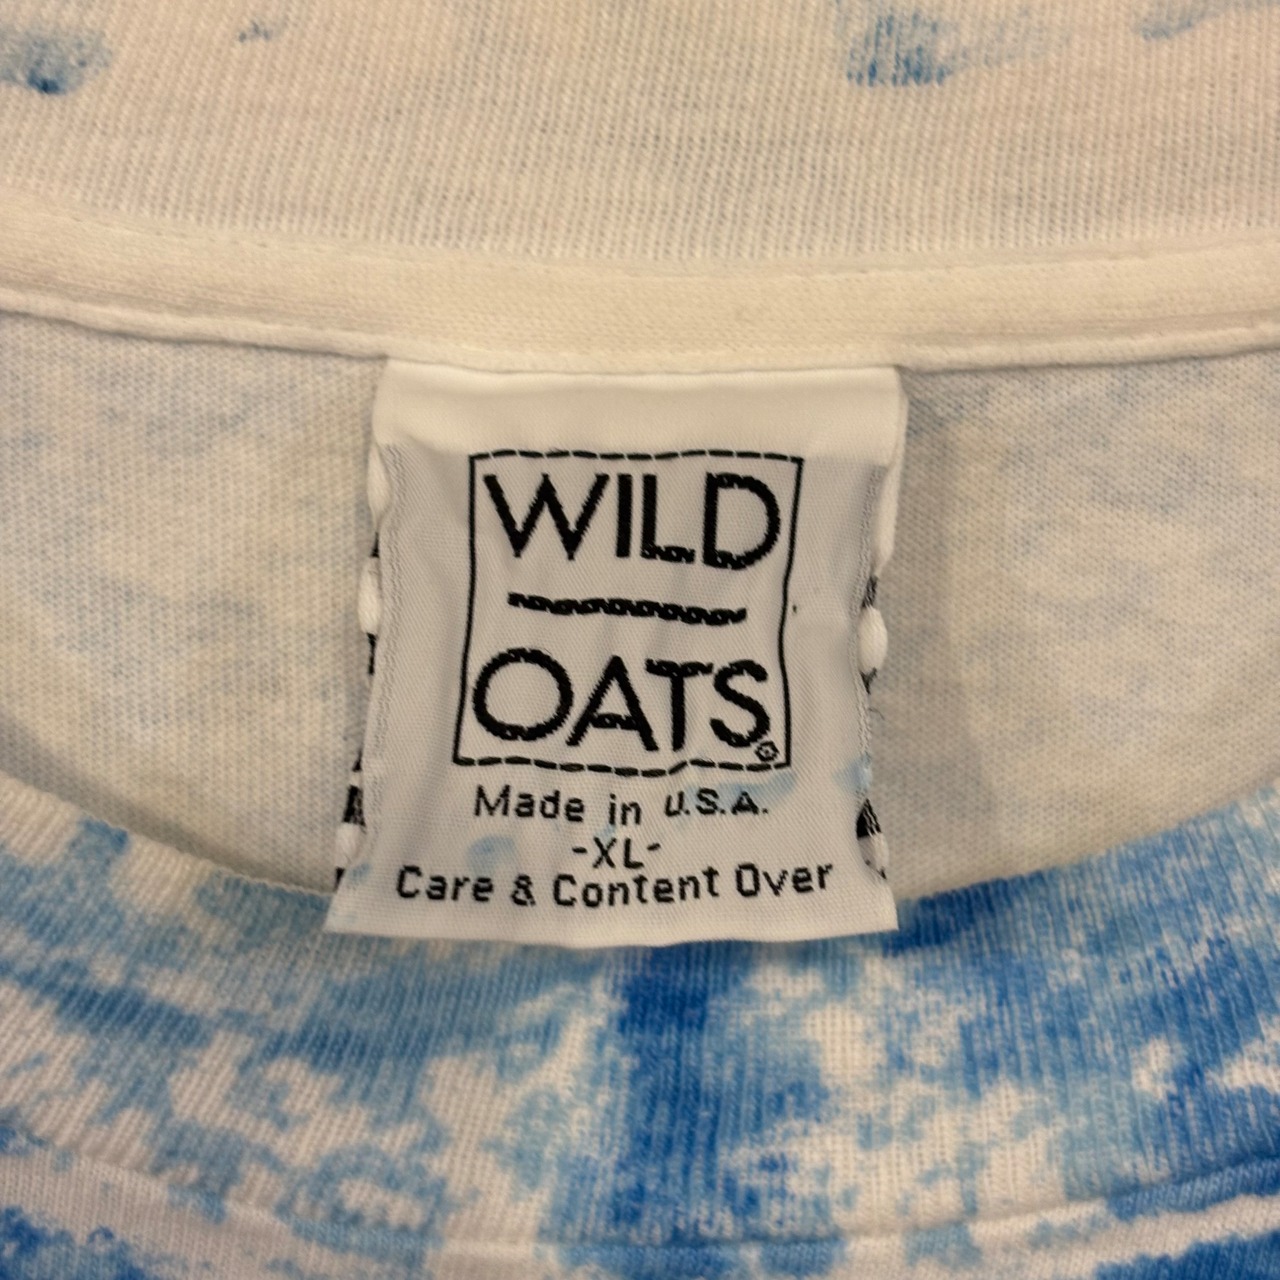 WILD
OATS®
Made in U.S.A.
-XL-
Care & Content Over